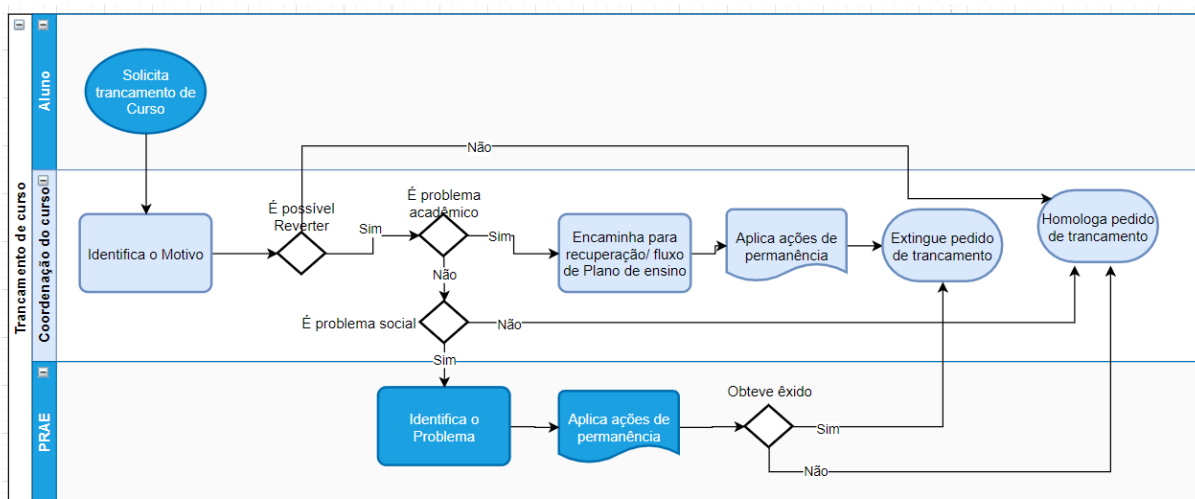 Trancamento de curso
Aluno
Solicita
trancamento de
Curso
Não
Coordenação do curso
Identifica o Motivo
É possível
Reverter
Sim
É problema
acadêmico
Sim
Encaminha para
recuperação/ fluxo
de Plano de ensino
Aplica ações de
permanência
Extingue pedido
de trancamento
Homologa pedido
de trancamento
Não
É problema social
Não
Sim
PRAE
Identifica o
Problema
Aplica ações de
permanência
Obteve êxido
Sim
Não